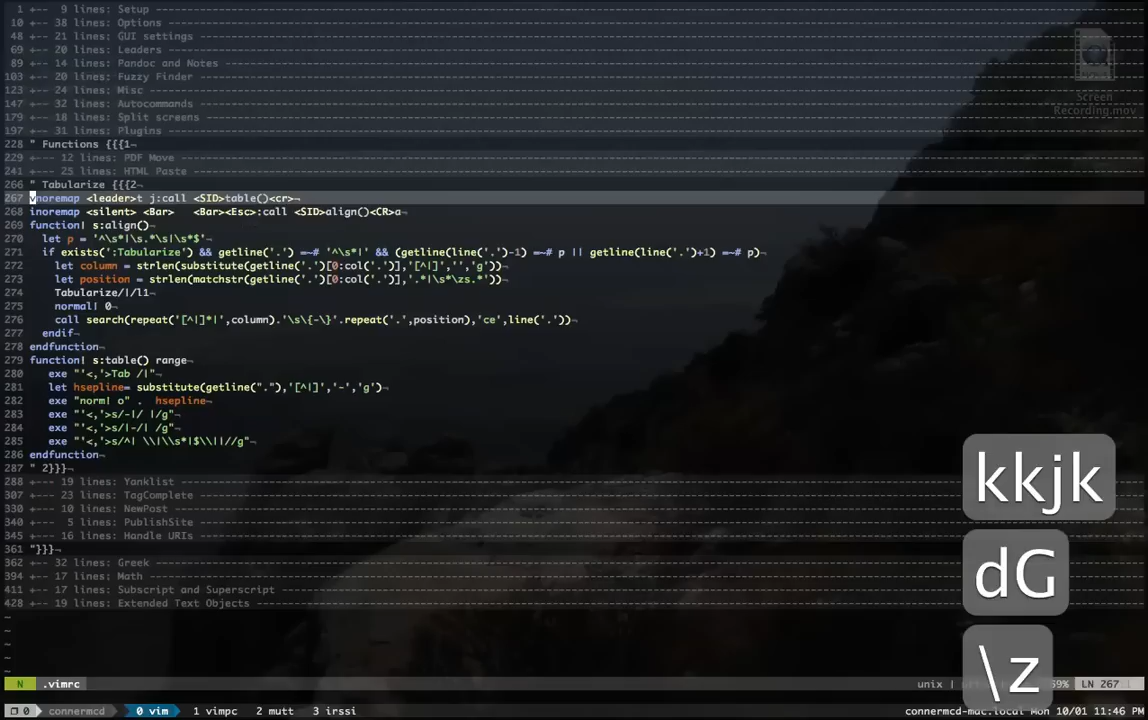 1 +-- 9 lines: Setup
10 +-- 38 lines: Options
48 +-- 21 lines: GUI settings
69 +-- 20 lines: Leaders
89 +-- 14 lines: Pandoc and Notes
103 +-- 20 lines: Fuzzy Finder
123 +-- 24 lines: Misc
147 +-- 32 lines: Autocommands
179 +-- 18 lines: Split screens
197 +-- 31 lines: Plugins
228 " Functions {{{1¬
229 +--- 12 lines: PDF Move
241 +--- 25 lines: HTML Paste
266 " Tabularize {{{2¬
267 vnoremap <leader>t j:call <SID>table()<cr>¬
268 inoremap <silent> <Bar>   <Bar><Esc>:call <SID>align()<CR>a¬
269 function! s:align()¬
270   let p = '^\s*|\s.*\s|\s*$'¬
271   if exists(':Tabularize') && getline('.') =~# '^\s*|' && (getline(line('.')-1) =~# p || getline(line('.')+1) =~# p)¬
272     let column = strlen(substitute(getline('.')[0:col('.')],'[^|]','','g'))¬
273     let position = strlen(matchstr(getline('.')[0:col('.')],'.*|\s*\zs.*'))¬
274     Tabularize/|/l1¬
275     normal! 0¬
276     call search(repeat('[^|]*|',column).'\s\{-\}'.repeat('.',position),'ce',line('.'))¬
277   endif¬
278 endfunction¬
279 function! s:table() range¬
280    exe "'<,'>Tab /|"¬
281    let hsepline= substitute(getline("."),'[^|]','-','g')¬
282    exe "norm! o" .  hsepline¬
283    exe "'<,'>s/-|/ |/g"¬
284    exe "'<,'>s/|-/| /g"¬
285    exe "'<,'>s/^| \\|\\s*|$\\||//g"¬
286 endfunction¬
287 " 2}}}¬
288 +--- 19 lines: Yanklist
307 +--- 23 lines: TagComplete
330 +--- 10 lines: NewPost
340 +--- 5 lines: PublishSite
345 +--- 16 lines: Handle URIs
361 "}}}¬
362 +-- 32 lines: Greek
394 +-- 17 lines: Math
411 +-- 17 lines: Subscript and Superscript
428 +-- 19 lines: Extended Text Objects
~
~
~
~
Screen
Recording.mov
kkjk
dG
\z
N .vimrc unix | 59% LN 267
0 connermcd 0 vim 1 vimpc 2 mutt 3 irssi connermcd-mac.local Mon 10/01 11:46 PM